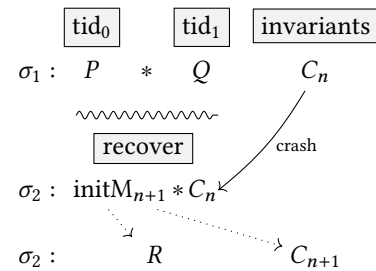 tid₀ tid₁ invariants
σ₁ : P * Q Cₙ
crash
recover
σ₂ : initMₙ₊₁ * Cₙ
σ₂ : R Cₙ₊₁